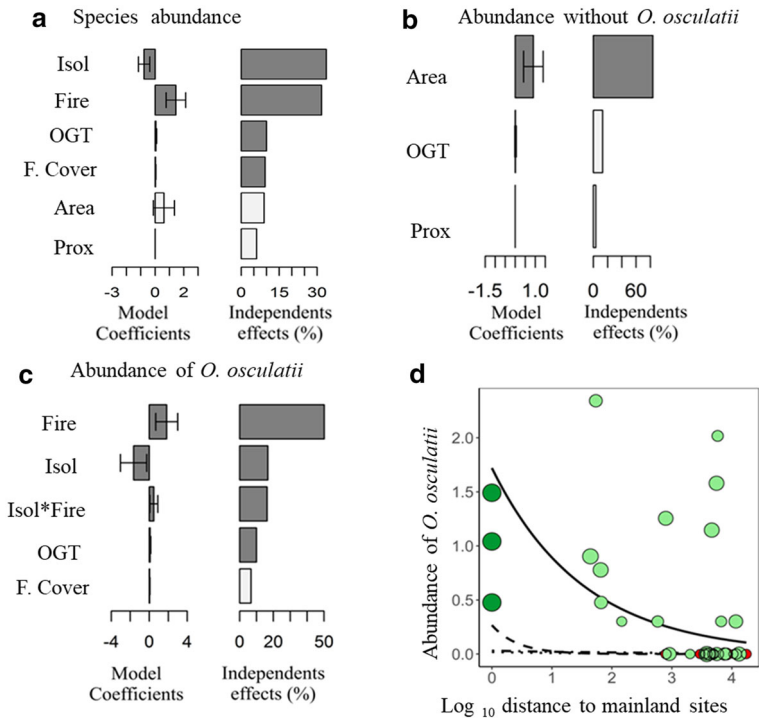 a Species abundance
Isol
Fire
OGT
F. Cover
Area
Prox
-3 0 2
0 15 30
Model
Coefficients
Independents
effects (%)
b Abundance without O. osculatii
Area
OGT
Prox
-1.5 1.0
0 60
Model
Coefficients
Independents
effects (%)
c Abundance of O. osculatii
Fire
Isol
Isol*Fire
OGT
F. Cover
-4 0 4
0 20 50
Model
Coefficients
Independents
effects (%)
d
Abundance of O. osculatii
2.0
1.5
1.0
0.5
0.0
0 1 2 3 4
Log 10 distance to mainland sites